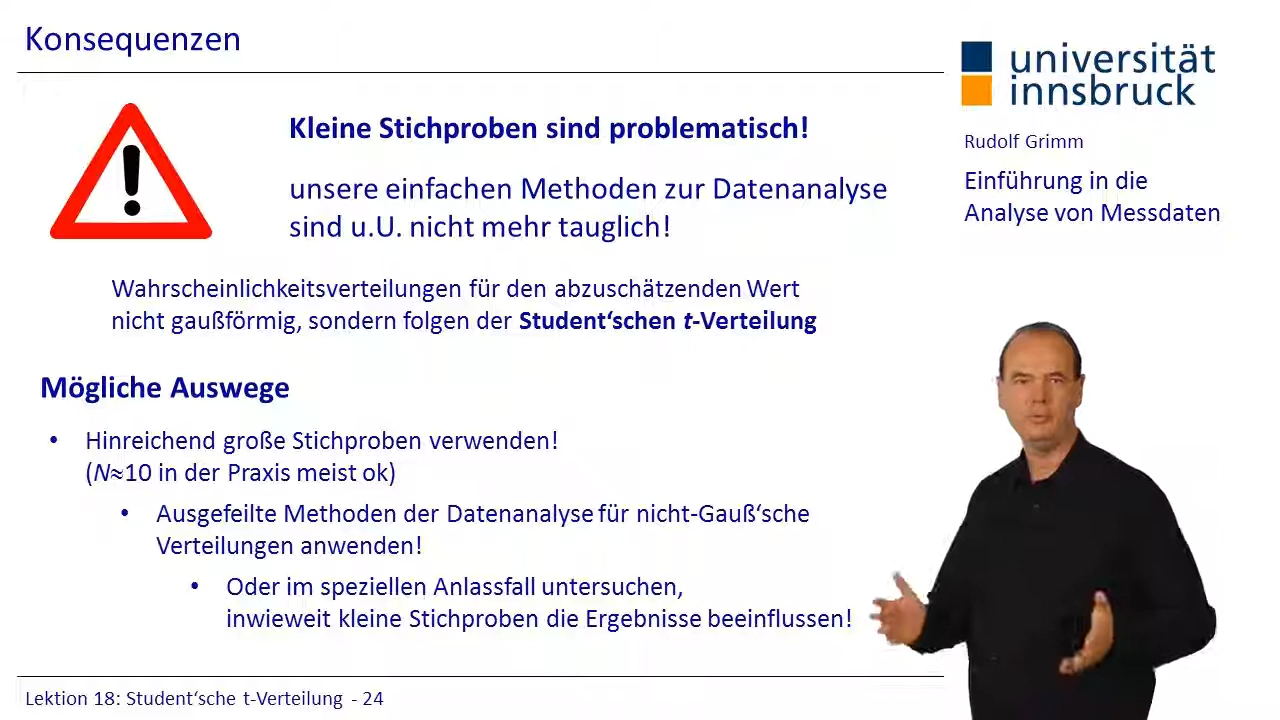 Konsequenzen
universität
innsbruck
Rudolf Grimm
Einführung in die
Analyse von Messdaten
Kleine Stichproben sind problematisch!
unsere einfachen Methoden zur Datenanalyse
sind u.U. nicht mehr tauglich!
Wahrscheinlichkeitsverteilungen für den abzuschätzenden Wert
nicht gaußförmig, sondern folgen der Student‘schen t-Verteilung
Mögliche Auswege
• Hinreichend große Stichproben verwenden!
(N≈10 in der Praxis meist ok)
• Ausgefeilte Methoden der Datenanalyse für nicht-Gauß‘sche
Verteilungen anwenden!
• Oder im speziellen Anlassfall untersuchen,
inwieweit kleine Stichproben die Ergebnisse beeinflussen!
Lektion 18: Student‘sche t-Verteilung - 24